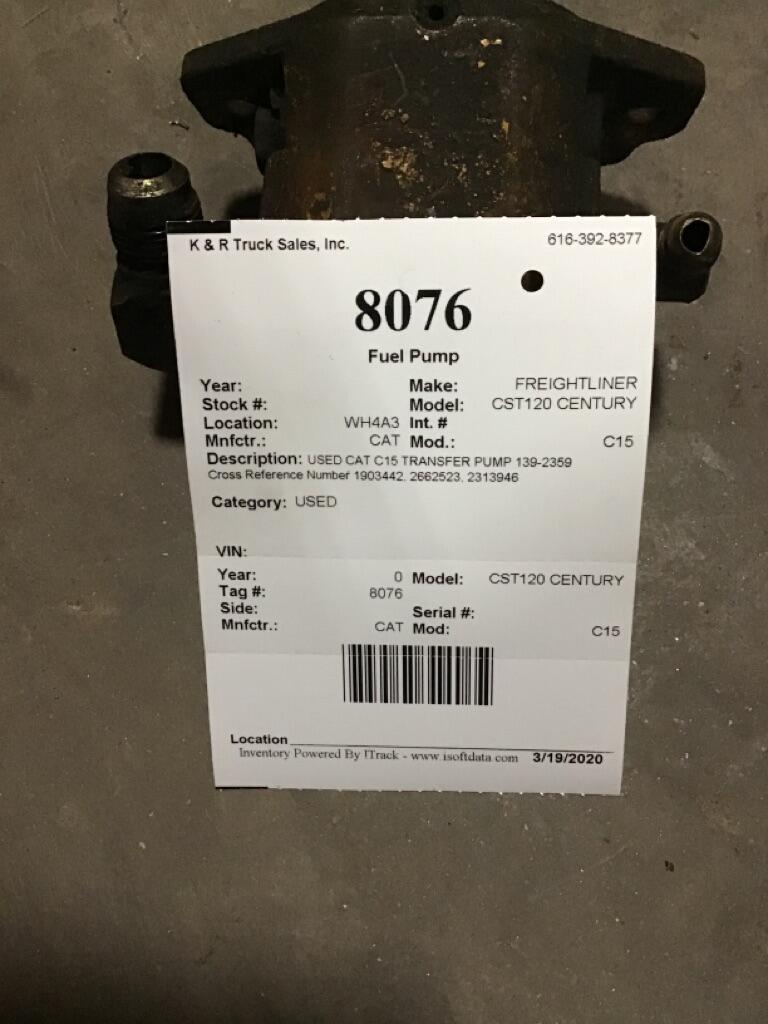 K & R Truck Sales, Inc. 616-392-8377
8076
Fuel Pump
Year: Make: FREIGHTLINER
Stock #: Model: CST120 CENTURY
Location: WH4A3 Int. #
Mnfctr.: CAT Mod.: C15
Description: USED CAT C15 TRANSFER PUMP 139-2359
Cross Reference Number 1903442, 2662523, 2313946
Category: USED
VIN:
Year: 0 Model: CST120 CENTURY
Tag #: 8076
Side: Serial #:
Mnfctr.: CAT Mod: C15
Location
Inventory Powered By ITrack - www.isoftdata.com 3/19/2020